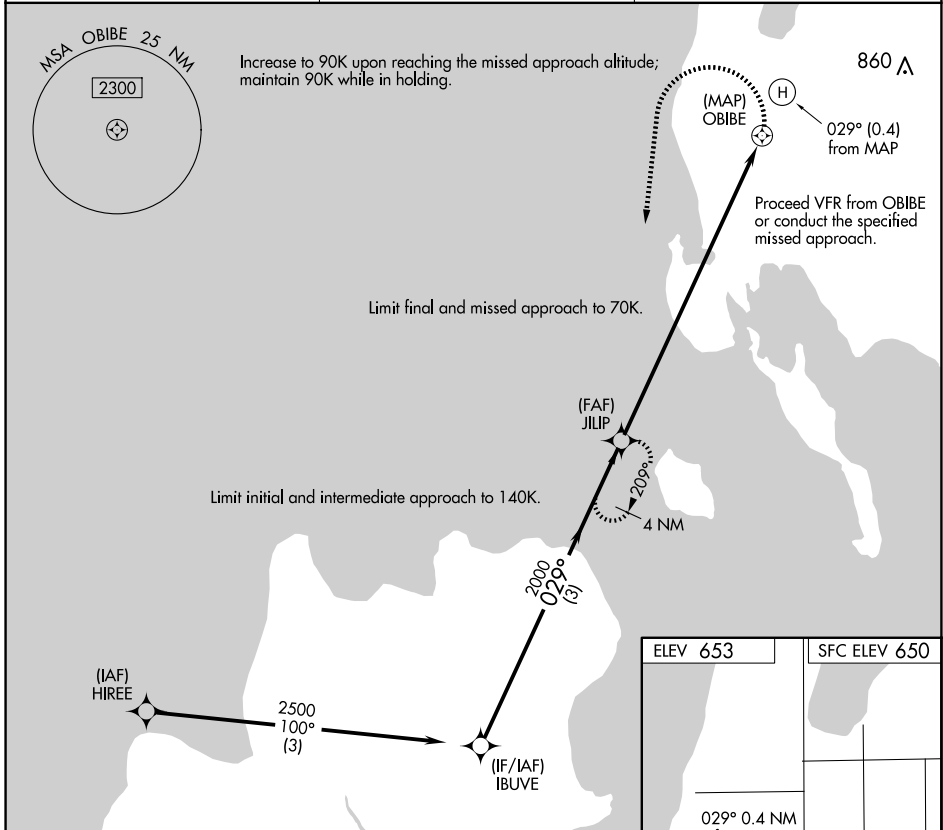 MSA OBIBE 25 NM
2300
Increase to 90K upon reaching the missed approach altitude;
maintain 90K while in holding.
860
(MAP)
OBIBE
H
029° (0.4)
from MAP
Proceed VFR from OBIBE
or conduct the specified
missed approach.
Limit final and missed approach to 70K.
(FAF)
JILIP
209°
4 NM
Limit initial and intermediate approach to 140K.
2000
029°
(3)
(IAF)
HIREE
2500
100°
(3)
(IF/IAF)
IBUVE
ELEV 653
SFC ELEV 650
029° 0.4 NM